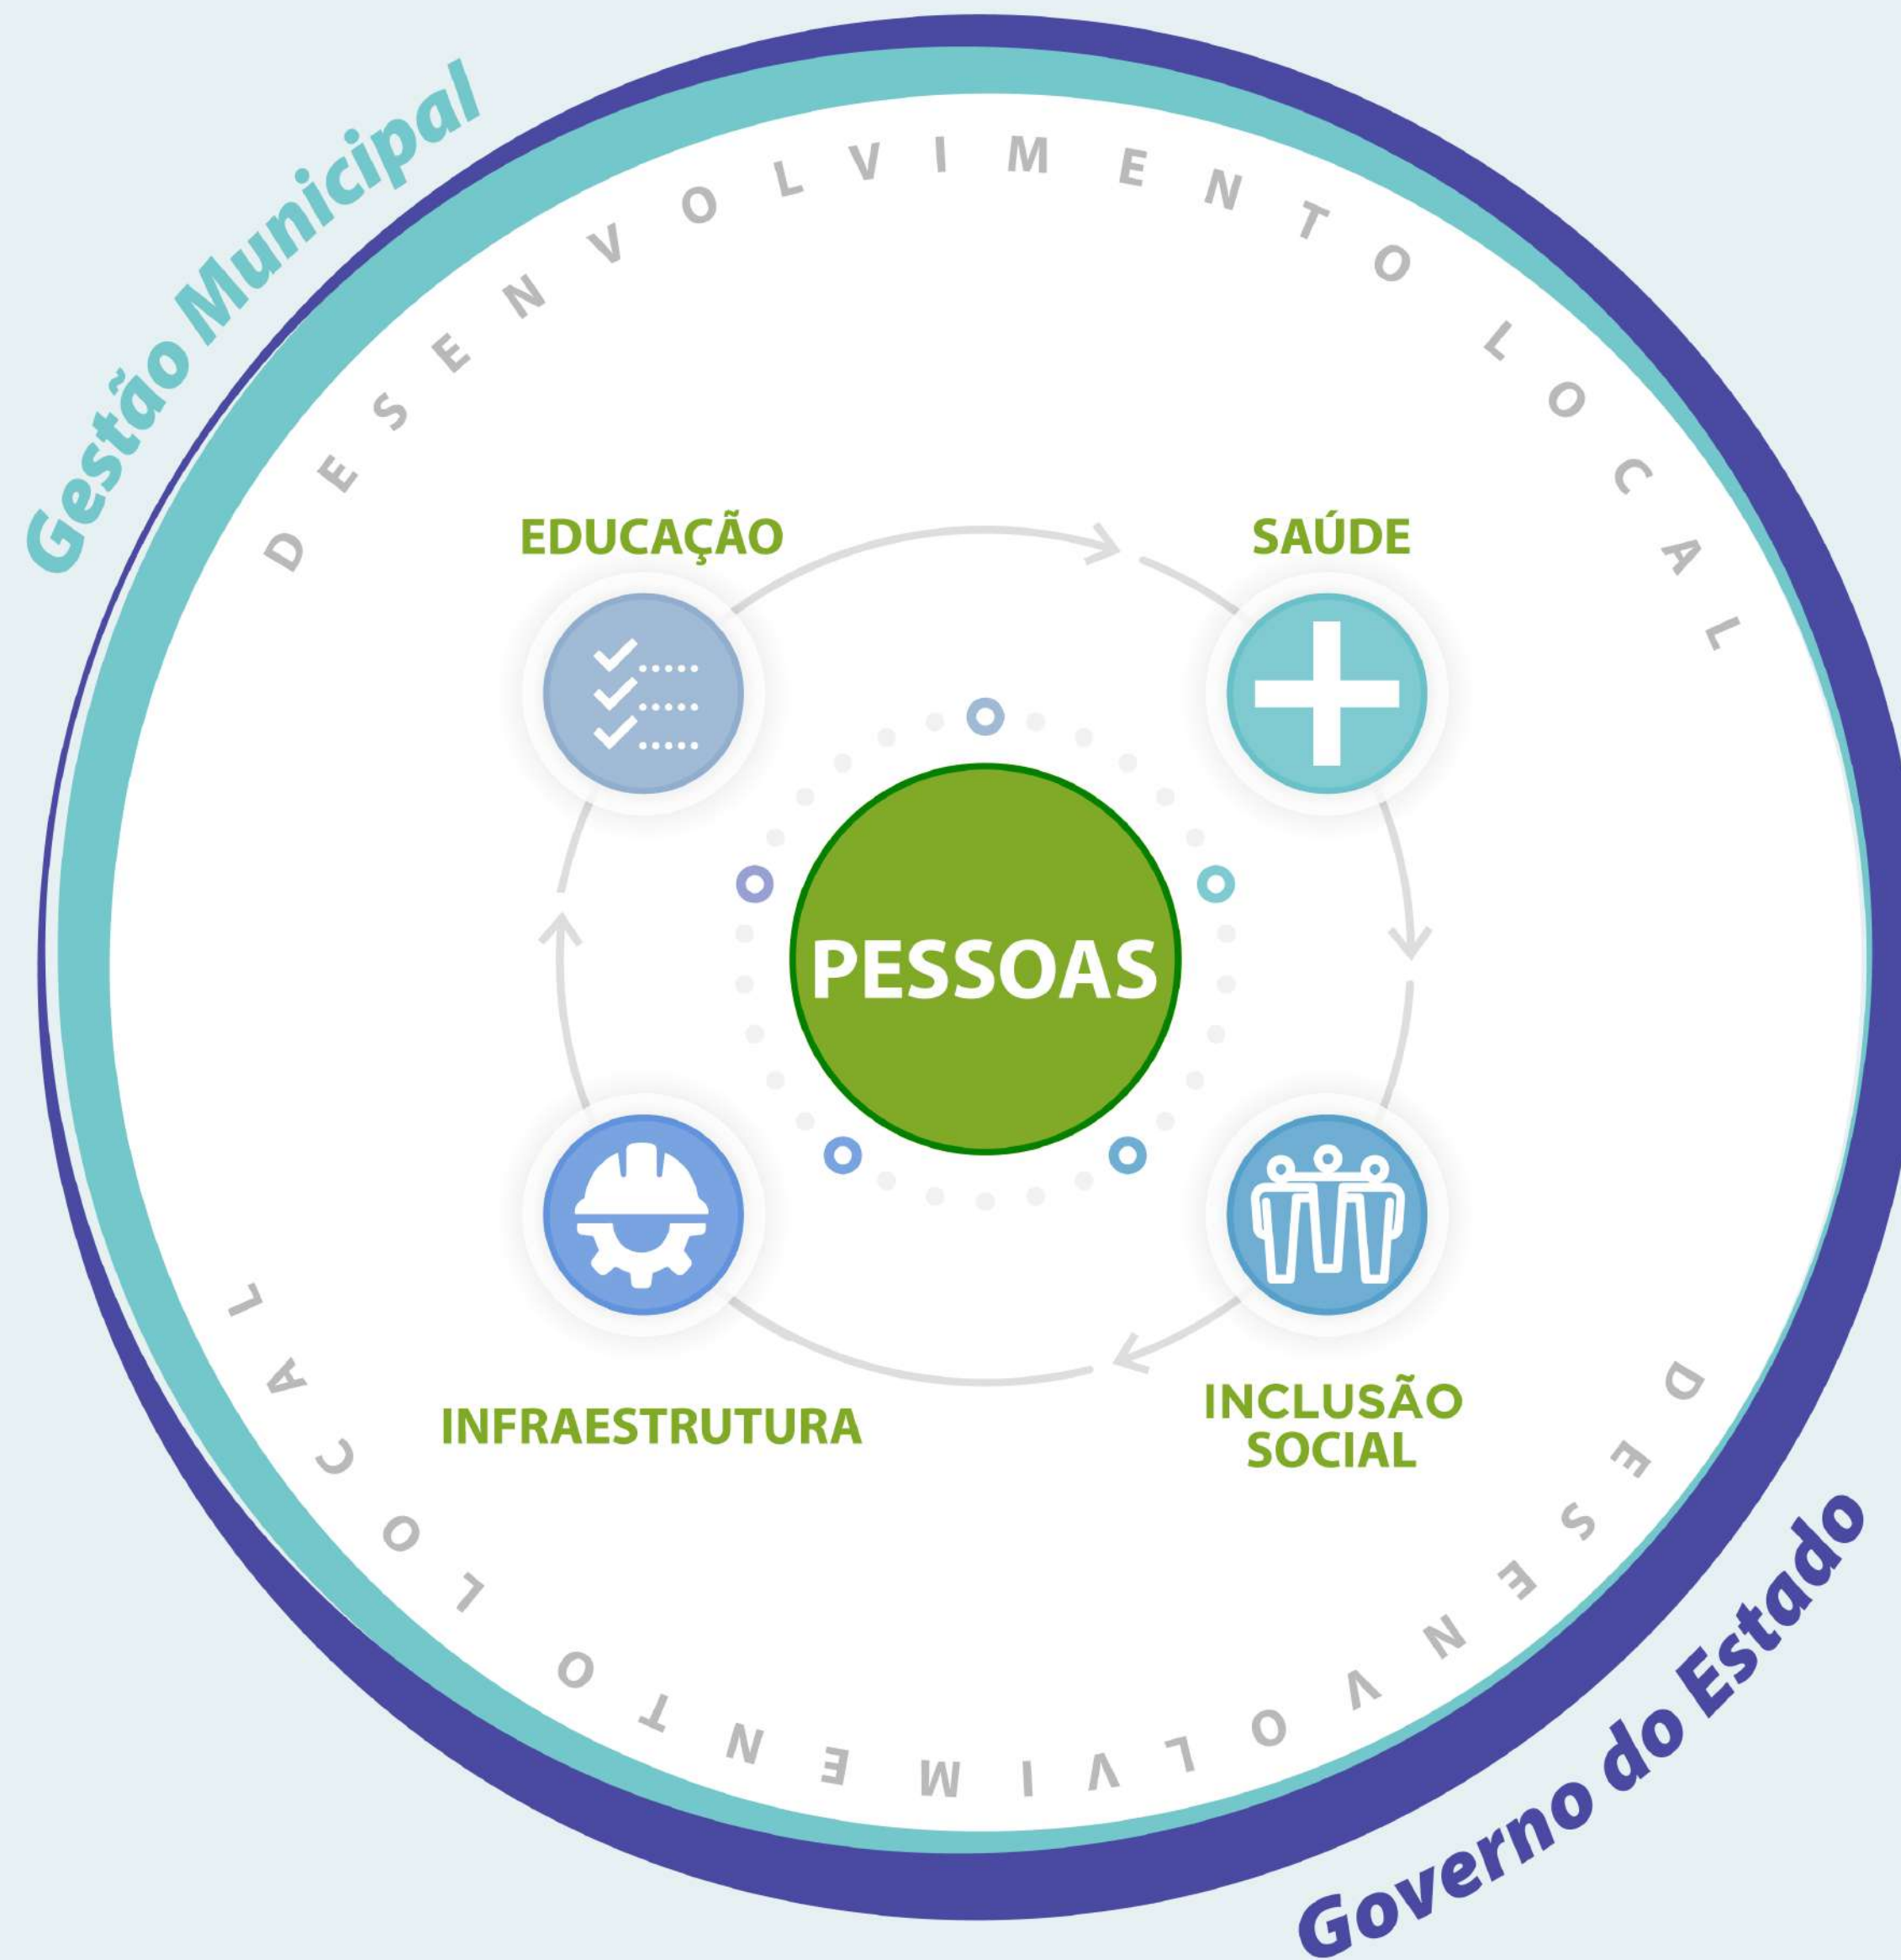 Gestão Municipal
DESENVOLVIMENTO LOCAL
EDUCAÇÃO
SAÚDE
PESSOAS
INFRAESTRUTURA
INCLUSÃO
SOCIAL
DESENVOLVIMENTO LOCAL
Governo do Estado